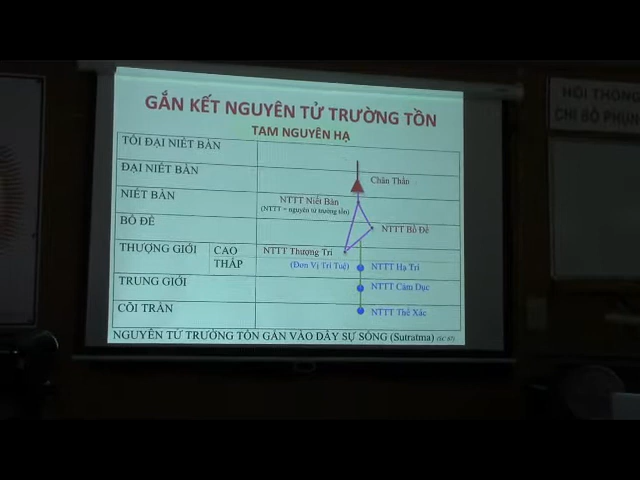 GẮN KẾT NGUYÊN TỬ TRƯỜNG TỒN
TAM NGUYÊN HẠ
TỐI ĐẠI NIẾT BÀN
ĐẠI NIẾT BÀN
Chân Thần
NIẾT BÀN
NTTT Niết Bàn
(NTTT = nguyên tử trường tồn)
BỒ ĐỀ
NTTT Bồ Đề
THƯỢNG GIỚI
CAO
THẤP
NTTT Thượng Trí
(Đơn Vị Trí Tuệ)
NTTT Hạ Trí
TRUNG GIỚI
NTTT Cảm Dục
CÕI TRẦN
NTTT Thể Xác
NGUYÊN TỬ TRƯỜNG TỒN GẮN VÀO DÂY SỰ SỐNG (Sutratma)
HỘI THÔNG
CHI BỘ PHỤNG